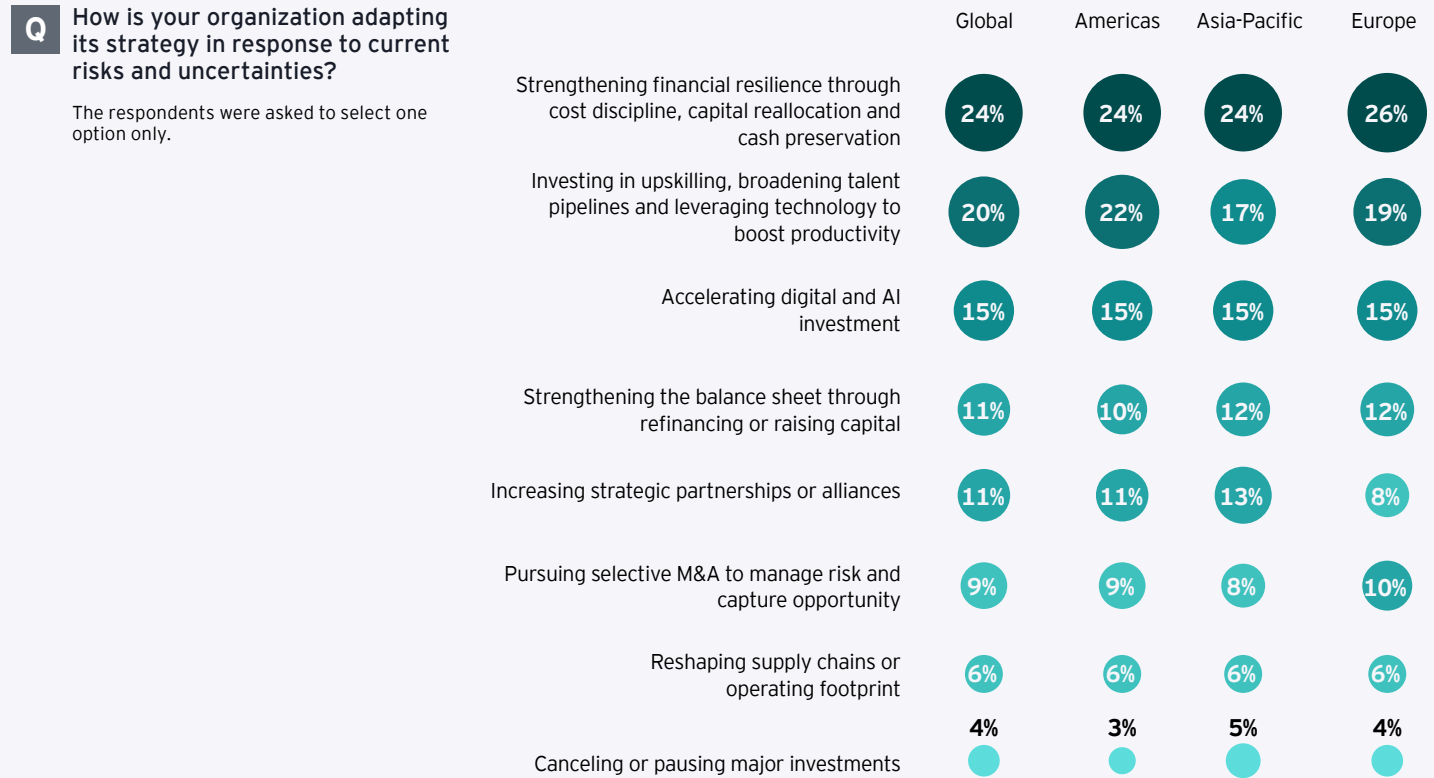 Q
How is your organization adapting
its strategy in response to current
risks and uncertainties?
The respondents were asked to select one
option only.
Global Americas Asia-Pacific Europe
Strengthening financial resilience through
cost discipline, capital reallocation and
cash preservation
24% 24% 24% 26%
Investing in upskilling, broadening talent
pipelines and leveraging technology to
boost productivity
20% 22% 17% 19%
Accelerating digital and AI
investment
15% 15% 15% 15%
Strengthening the balance sheet through
refinancing or raising capital
11% 10% 12% 12%
Increasing strategic partnerships or alliances
11% 11% 13% 8%
Pursuing selective M&A to manage risk and
capture opportunity
9% 9% 8% 10%
Reshaping supply chains or
operating footprint
6% 6% 6% 6%
Canceling or pausing major investments
4% 3% 5% 4%